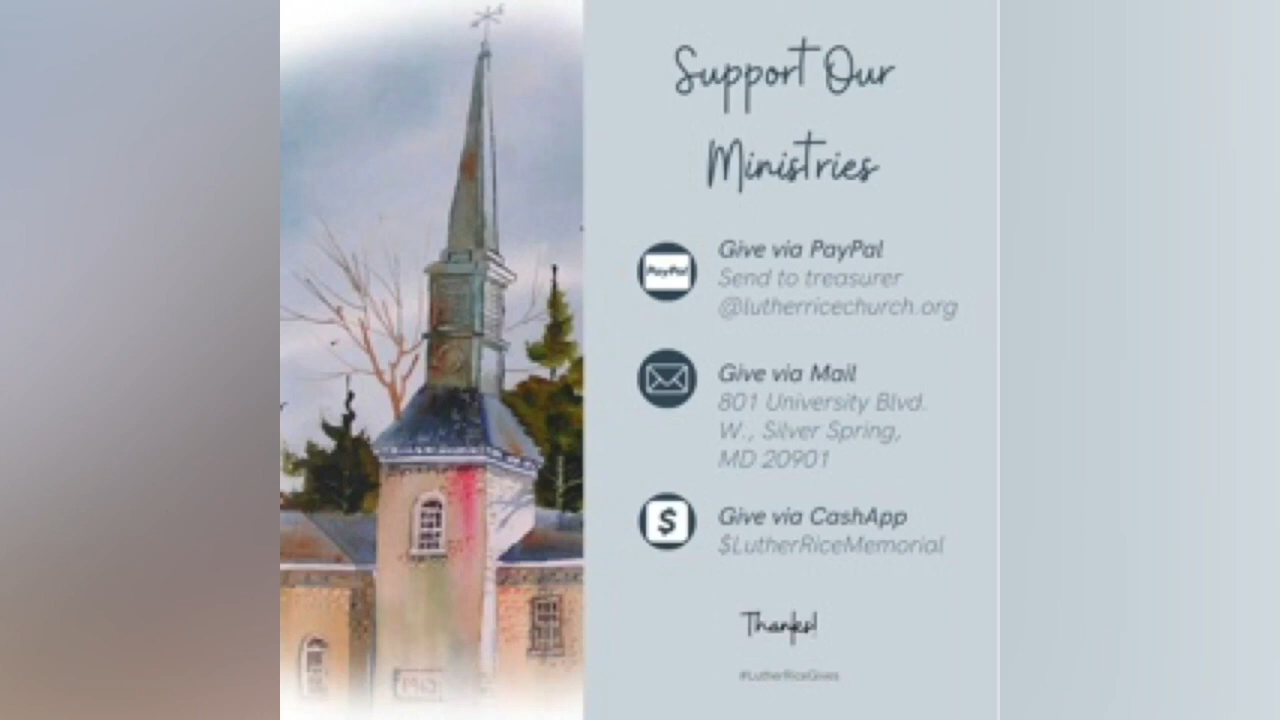 Support Our
Ministries
PayPal
Give via PayPal
Send to treasurer
@lutherricechurch.org
Give via Mail
801 University Blvd.
W., Silver Spring,
MD 20901
$
Give via CashApp
$LutherRiceMemorial
Thanks!
#LutherRiceGives